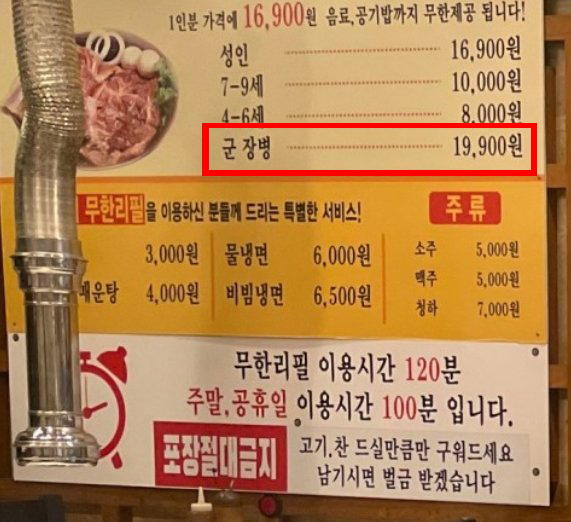 1인분 가격에 16,900원 음료,공기밥까지 무한제공 됩니다!
성인 16,900원
7-9세 10,000원
4-6세 8,000원
군 장병 19,900원
무한리필을 이용하신 분들께 드리는 특별한 서비스!
3,000원
매운탕 4,000원
물냉면 6,000원
비빔냉면 6,500원
주류
소주 5,000원
맥주 5,000원
청하 7,000원
무한리필 이용시간 120분
주말,공휴일 이용시간 100분 입니다.
포장절대금지
고기.찬 드실만큼만 구워드세요
남기시면 벌금 받겠습니다